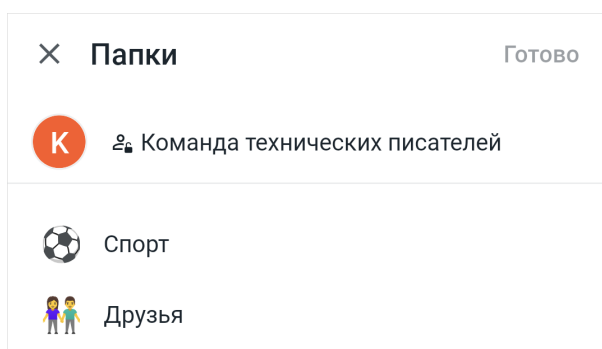 Папки
Готово
К
Команда технических писателей
Спорт
Друзья